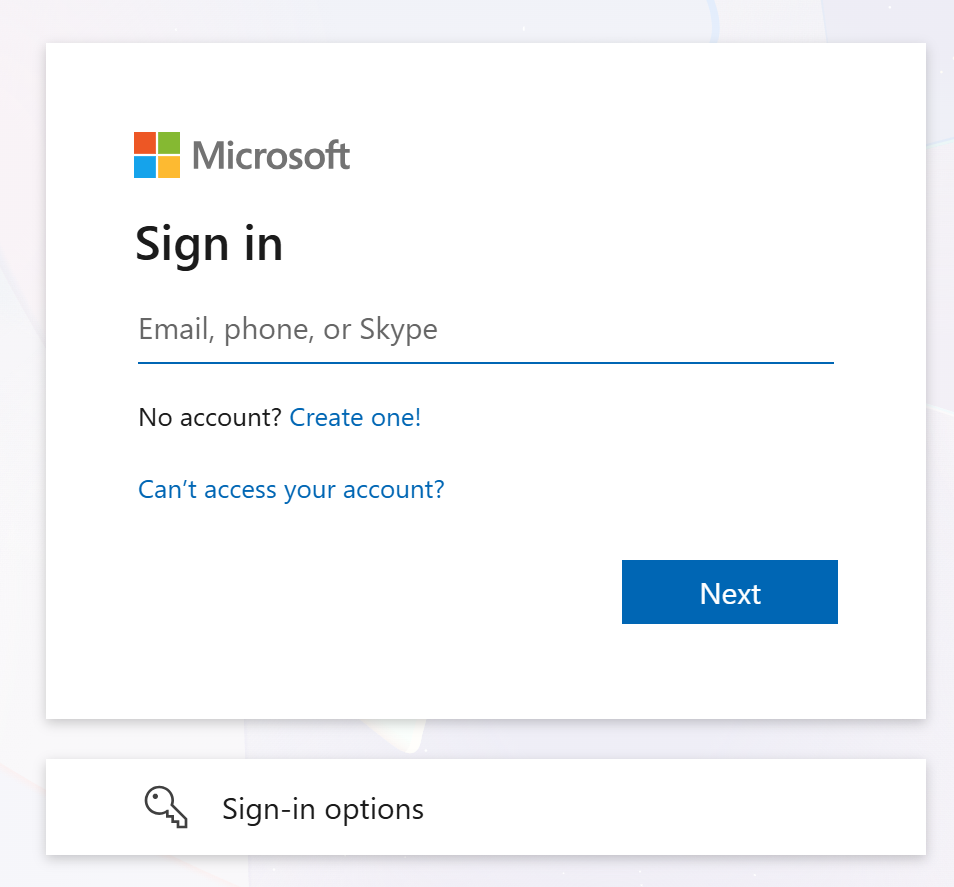 Microsoft
Sign in
Email, phone, or Skype
No account? Create one!
Can’t access your account?
Next
Sign-in options